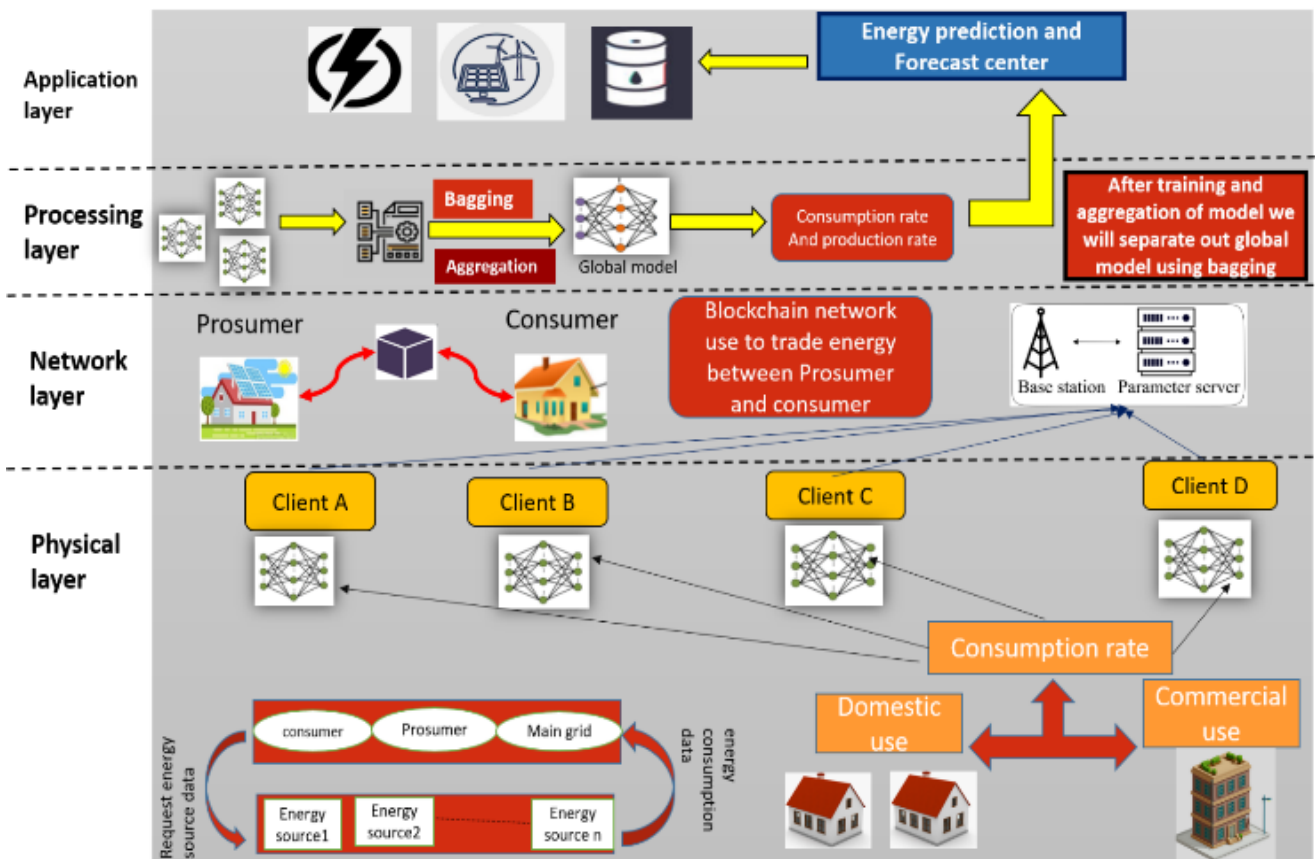 Application
layer
Energy prediction and
Forecast center
Processing
layer
Bagging
Aggregation
Global model
Consumption rate
And production rate
After training and
aggregation of model we
will separate out global
model using bagging
Network
layer
Prosumer
Consumer
Blockchain network
use to trade energy
between Prosumer
and consumer
Base station
Parameter server
Physical
layer
Client A
Client B
Client C
Client D
Consumption rate
Domestic
use
Commercial
use
Request energy
source data
consumer
Prosumer
Main grid
energy
consumption
data
Energy
source1
Energy
source2
Energy
source n